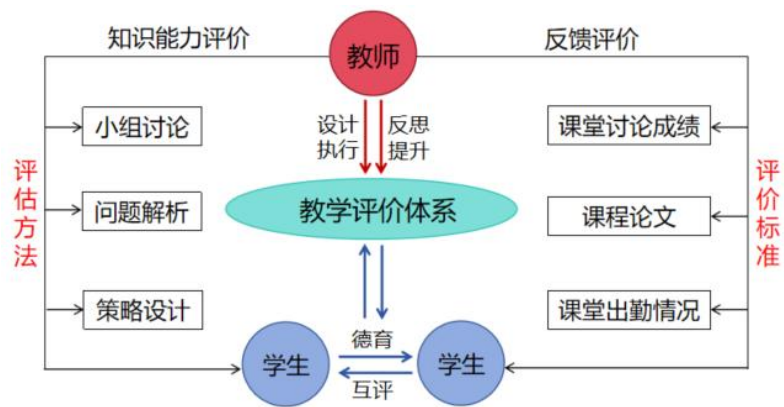 知识能力评价
教师
反馈评价
设计
执行
反思
提升
小组讨论
课堂讨论成绩
评估方法
问题解析
教学评价体系
课程论文
评价标准
策略设计
课堂出勤情况
学生
德育
互评
学生